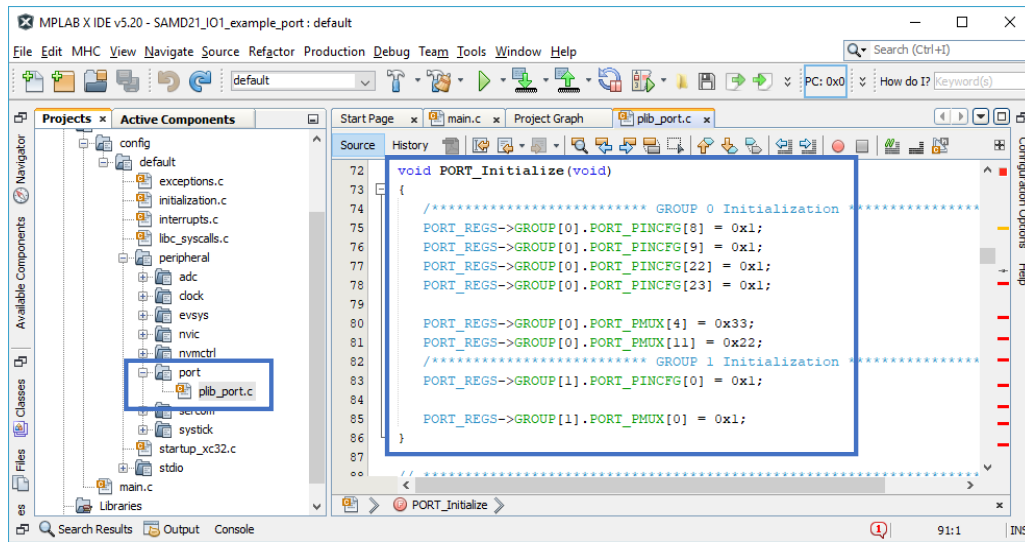 MPLAB X IDE v5.20 - SAMD21_IO1_example_port : default
File Edit MHC View Navigate Source Refactor Production Debug Team Tools Window Help
Search (Ctrl+I)
default
PC: 0x0
How do I?
Keyword(s)
Projects
Active Components
Start Page
main.c
Project Graph
plib_port.c
Source
History
Navigator
Available Components
Classes
Files
es
config
default
exceptions.c
initialization.c
interrupts.c
libc_syscalls.c
peripheral
adc
clock
evsys
nvic
nvmctrl
port
plib_port.c
sercom
systick
startup_xc32.c
stdio
main.c
Libraries
72 void PORT_Initialize(void)
73 {
74 /************************** GROUP 0 Initialization ****************
75 PORT_REGS->GROUP[0].PORT_PINCFG[8] = 0x1;
76 PORT_REGS->GROUP[0].PORT_PINCFG[9] = 0x1;
77 PORT_REGS->GROUP[0].PORT_PINCFG[22] = 0x1;
78 PORT_REGS->GROUP[0].PORT_PINCFG[23] = 0x1;
79
80 PORT_REGS->GROUP[0].PORT_PMUX[4] = 0x33;
81 PORT_REGS->GROUP[0].PORT_PMUX[11] = 0x22;
82 /************************** GROUP 1 Initialization ****************
83 PORT_REGS->GROUP[1].PORT_PINCFG[0] = 0x1;
84
85 PORT_REGS->GROUP[1].PORT_PMUX[0] = 0x1;
86 }
87
PORT_Initialize
Configuration Options
Help
Search Results
Output
Console
1
91:1
INS